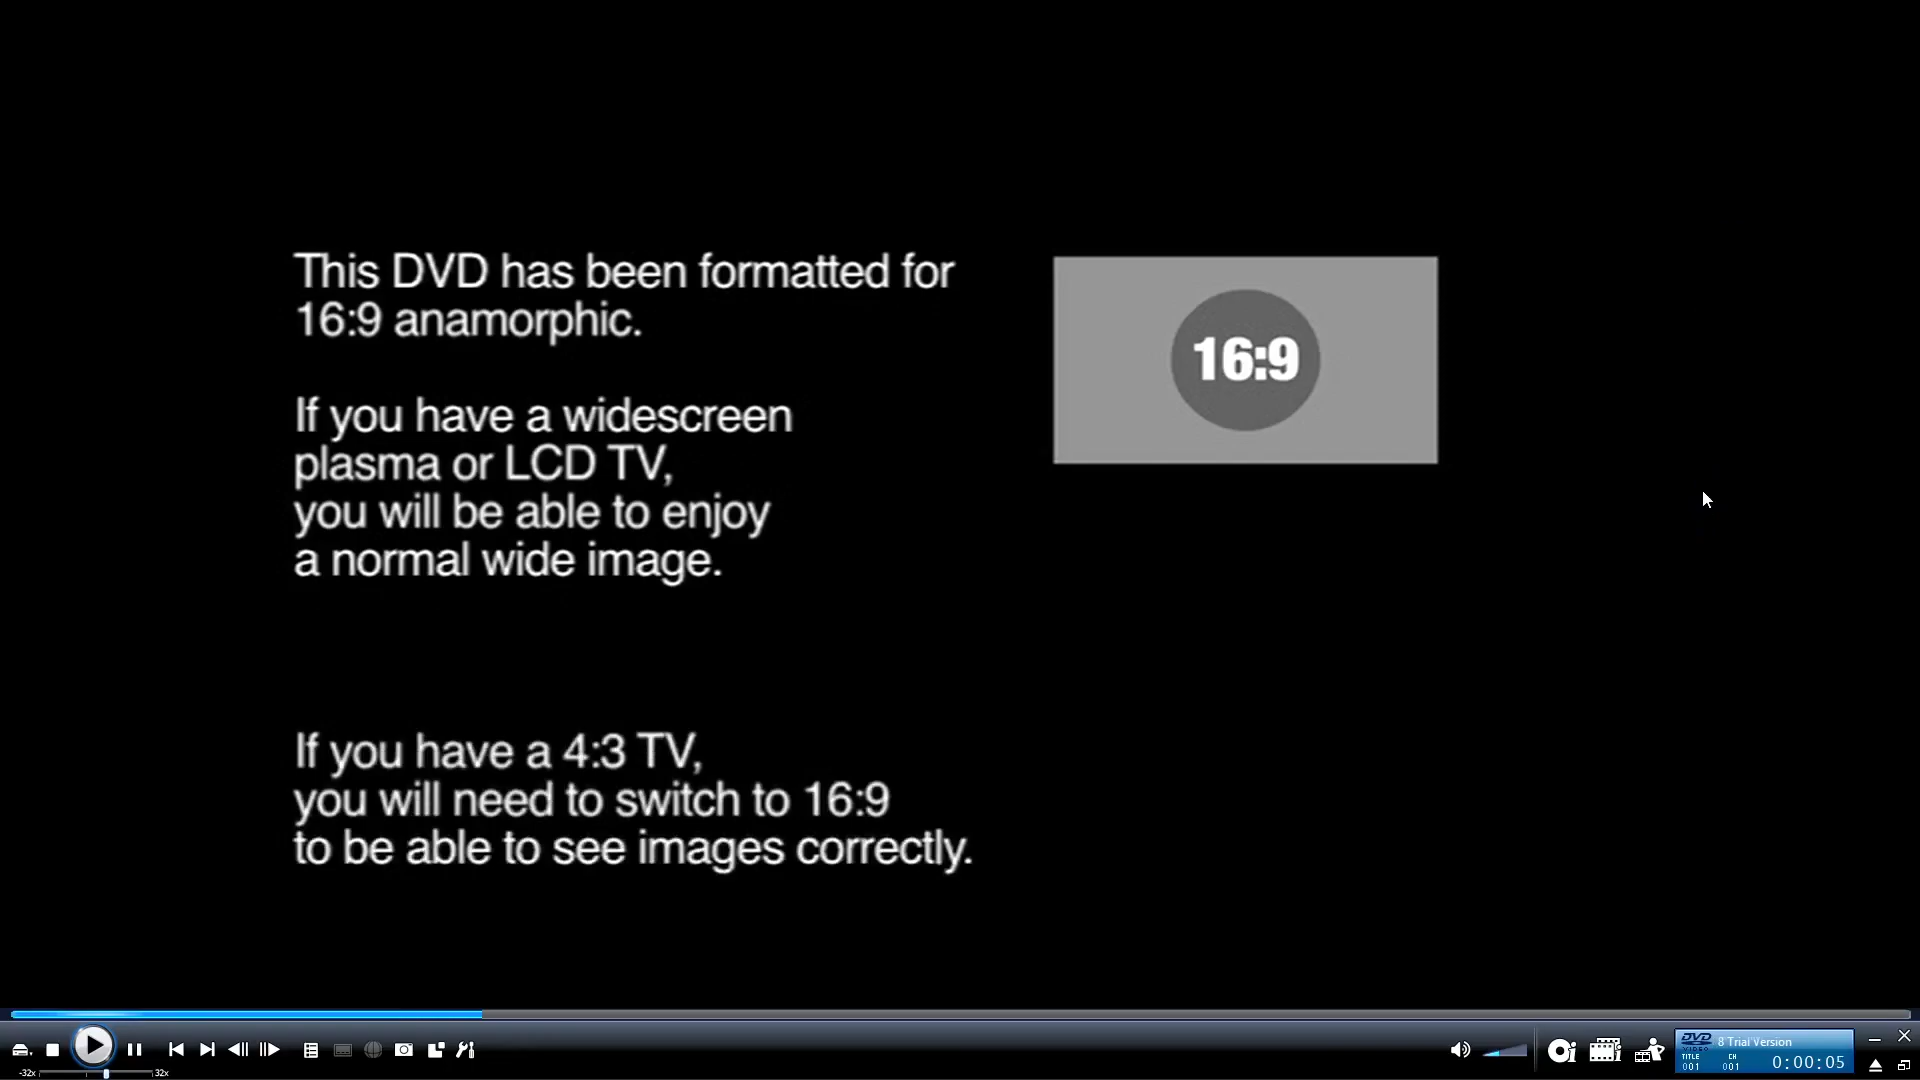 This DVD has been formatted for
16:9 anamorphic.
16:9
If you have a widescreen
plasma or LCD TV,
you will be able to enjoy
a normal wide image.
If you have a 4:3 TV,
you will need to switch to 16:9
to be able to see images correctly.
-32x 32x
DVD VIDEO 8 Trial Version
TITLE CH
001 001 0:00:05